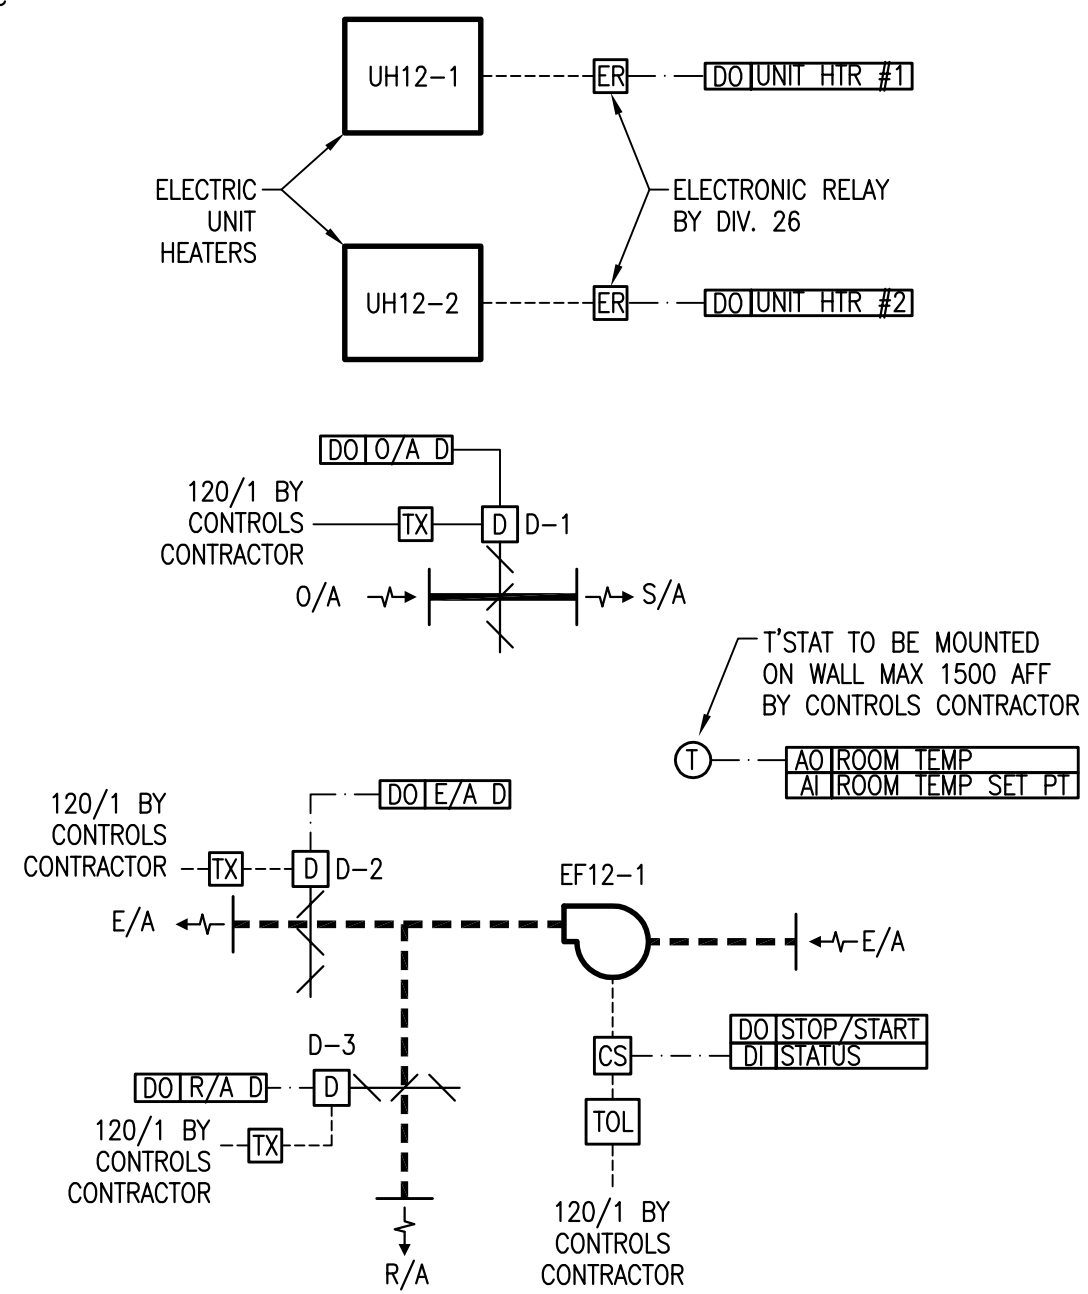 UH12-1
ER
DO UNIT HTR #1
ELECTRIC
UNIT
HEATERS
ELECTRONIC RELAY
BY DIV. 26
UH12-2
ER
DO UNIT HTR #2
DO O/A D
120/1 BY
CONTROLS
CONTRACTOR
TX
D
D-1
O/A
S/A
T'STAT TO BE MOUNTED
ON WALL MAX 1500 AFF
BY CONTROLS CONTRACTOR
T
AO ROOM TEMP
AI ROOM TEMP SET PT
DO E/A D
120/1 BY
CONTROLS
CONTRACTOR
TX
D
D-2
EF12-1
E/A
E/A
DO STOP/START
DI STATUS
CS
D-3
DO R/A D
D
TOL
120/1 BY
CONTROLS
CONTRACTOR
TX
120/1 BY
CONTROLS
CONTRACTOR
R/A